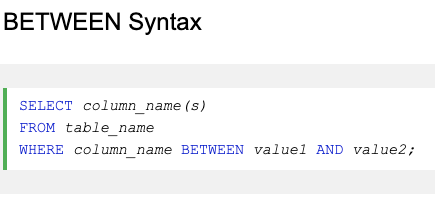 BETWEEN Syntax
SELECT column_name(s)
FROM table_name
WHERE column_name BETWEEN value1 AND value2;